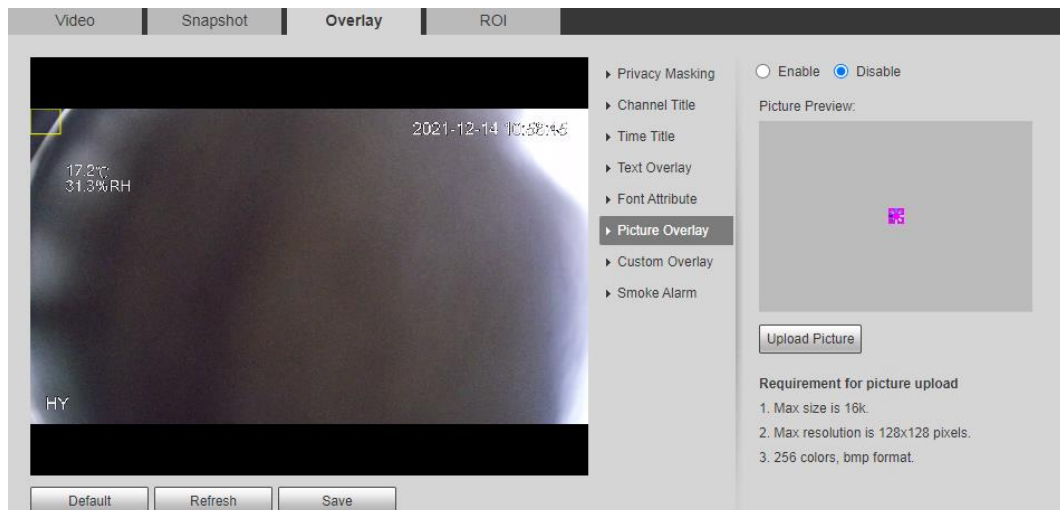 Video
Snapshot
Overlay
ROI
2021-12-14 10:58:45
17.2℃
31.3%RH
HY
Default
Refresh
Save
Privacy Masking
Channel Title
Time Title
Text Overlay
Font Attribute
Picture Overlay
Custom Overlay
Smoke Alarm
Enable
Disable
Picture Preview:
Upload Picture
Requirement for picture upload
1. Max size is 16k.
2. Max resolution is 128x128 pixels.
3. 256 colors, bmp format.